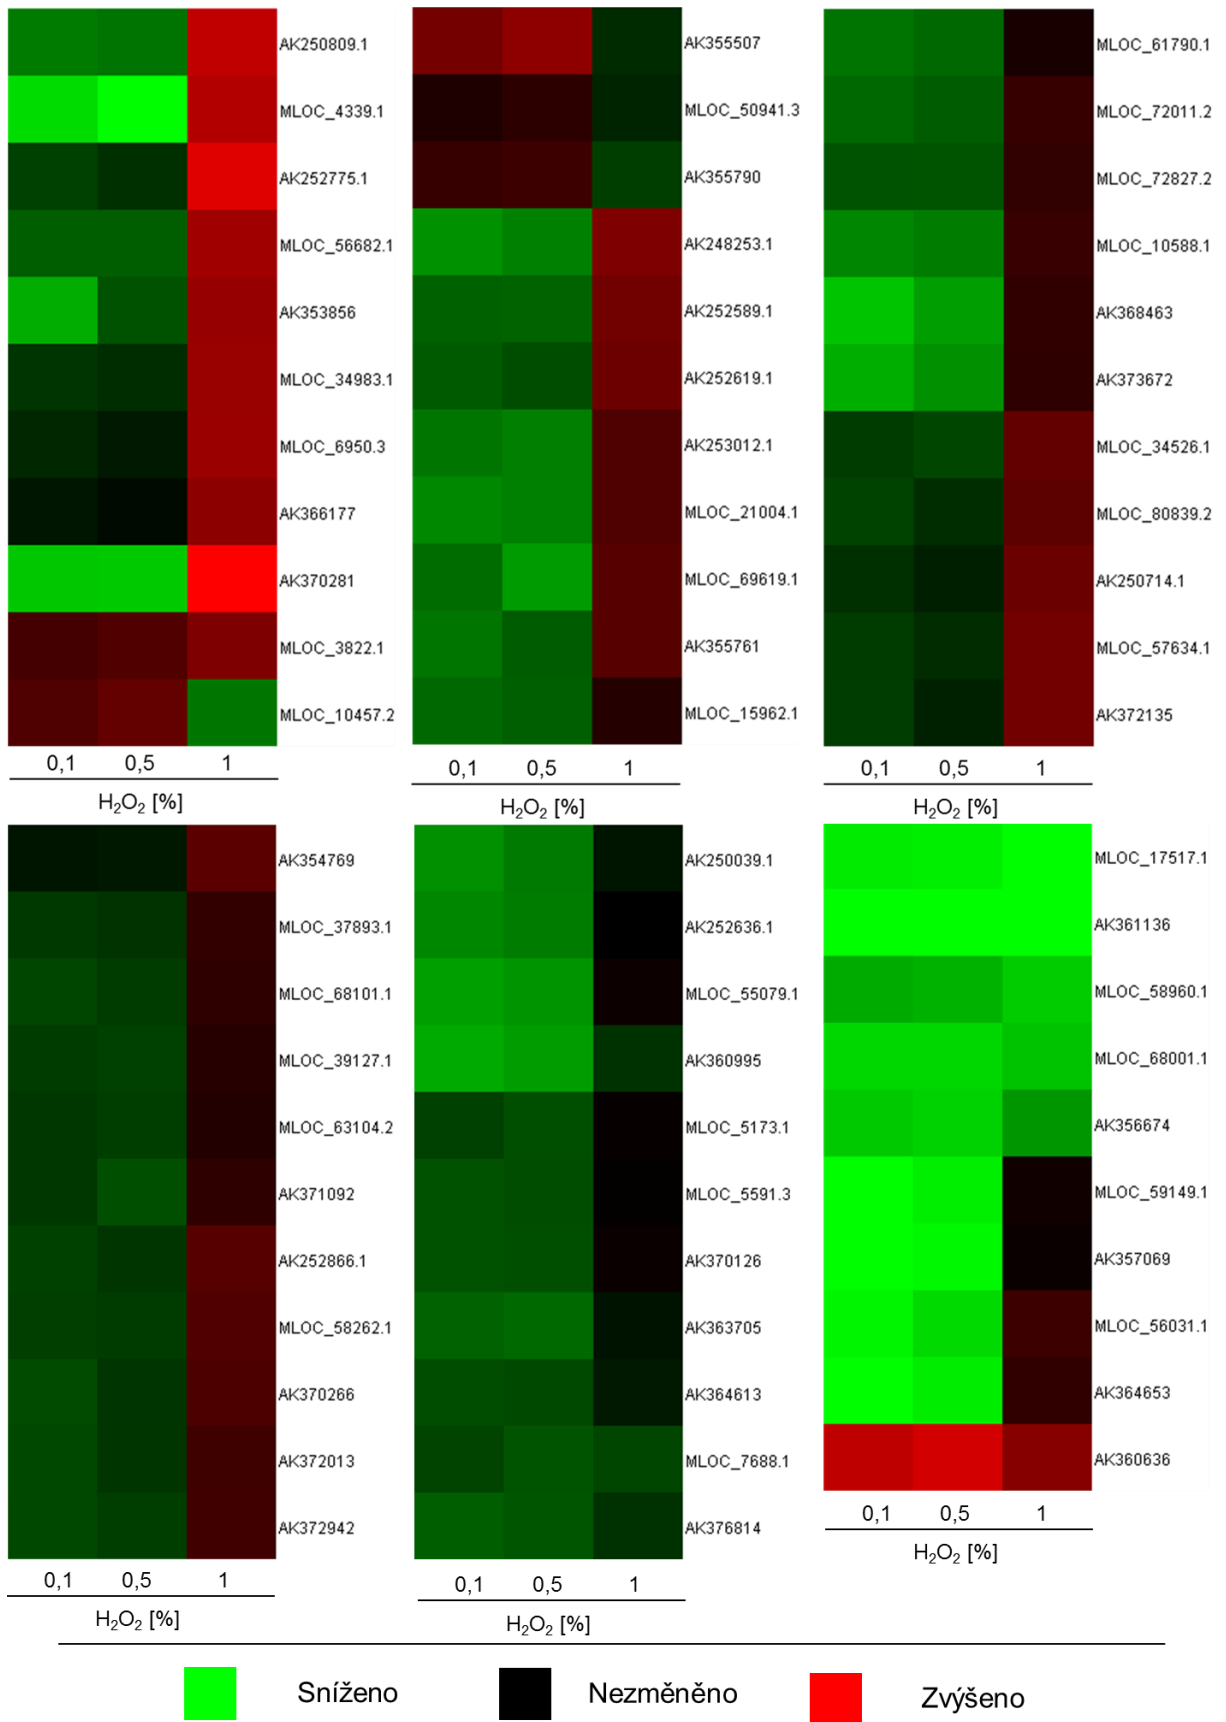 AK250809.1
MLOC_4339.1
AK252775.1
MLOC_56682.1
AK353856
MLOC_34983.1
MLOC_6950.3
AK366177
AK370281
MLOC_3822.1
MLOC_10457.2
0,1 0,5 1
H₂O₂ [%]
AK355507
MLOC_50941.3
AK355790
AK248253.1
AK252589.1
AK252619.1
AK253012.1
MLOC_21004.1
MLOC_69619.1
AK355761
MLOC_15962.1
0,1 0,5 1
H₂O₂ [%]
MLOC_61790.1
MLOC_72011.2
MLOC_72827.2
MLOC_10588.1
AK368463
AK373672
MLOC_34526.1
MLOC_80839.2
AK250714.1
MLOC_57634.1
AK372135
0,1 0,5 1
H₂O₂ [%]
AK354769
MLOC_37893.1
MLOC_68101.1
MLOC_39127.1
MLOC_63104.2
AK371092
AK252866.1
MLOC_58262.1
AK370266
AK372013
AK372942
0,1 0,5 1
H₂O₂ [%]
AK250039.1
AK252636.1
MLOC_55079.1
AK360995
MLOC_5173.1
MLOC_5591.3
AK370126
AK363705
AK364613
MLOC_7688.1
AK376814
0,1 0,5 1
H₂O₂ [%]
MLOC_17517.1
AK361136
MLOC_58960.1
MLOC_68001.1
AK356674
MLOC_59149.1
AK357069
MLOC_56031.1
AK364653
AK360636
0,1 0,5 1
H₂O₂ [%]
Sníženo
Nezměněno
Zvýšeno